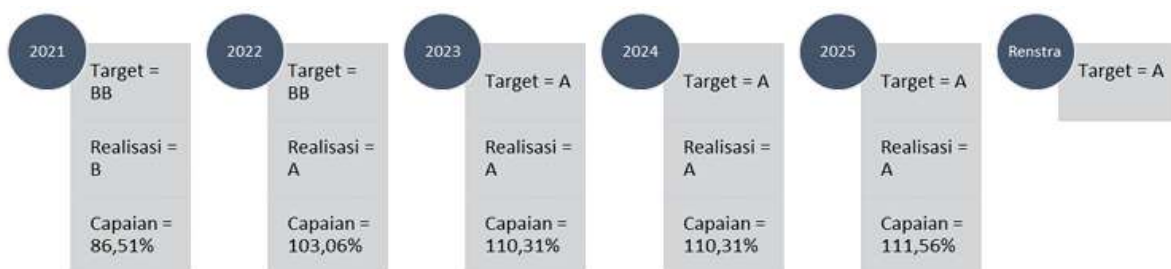 2021
Target =
BB
Realisasi =
B
Capaian =
86,51%
2022
Target =
BB
Realisasi =
A
Capaian =
103,06%
2023
Target = A
Realisasi =
A
Capaian =
110,31%
2024
Target = A
Realisasi =
A
Capaian =
110,31%
2025
Target = A
Realisasi =
A
Capaian =
111,56%
Renstra
Target = A